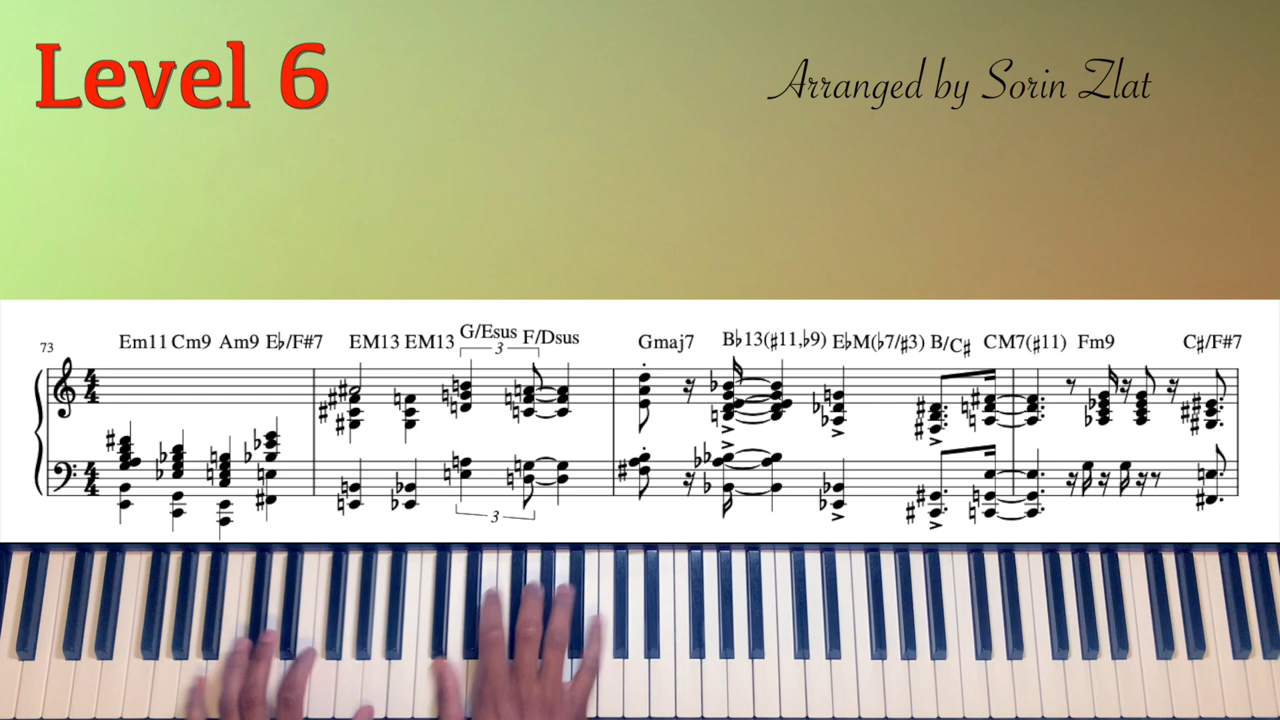 Level 6
Arranged by Sorin Zlat
73
Em11 Cm9 Am9 E♭/F#7 EM13 EM13 G/Esus F/Dsus Gmaj7 B♭13(♯11,♭9) E♭M(♭7/♯3) B/C♯ CM7(♯11) Fm9 C♯/F#7
3
4 4
4 4
3